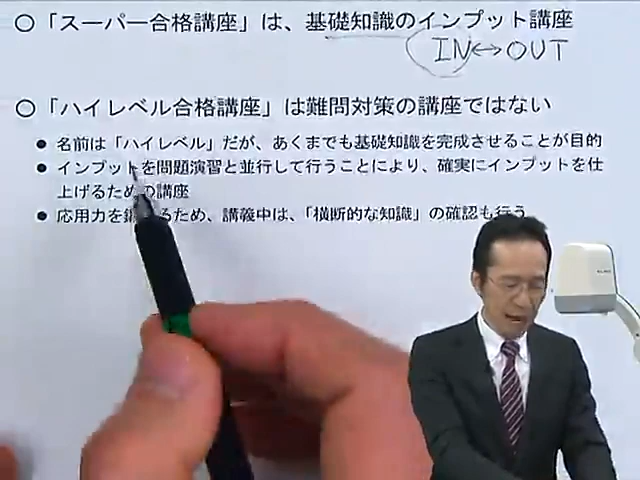 ○「スーパー合格講座」は、基礎知識のインプット講座
IN↔OUT
○「ハイレベル合格講座」は難問対策の講座ではない
● 名前は「ハイレベル」だが、あくまでも基礎知識を完成させることが目的
● インプットを問題演習と並行して行うことにより、確実にインプットを仕
上げるための講座
● 応用力を るため、講義中は、「横断的な知識」の確認も行う